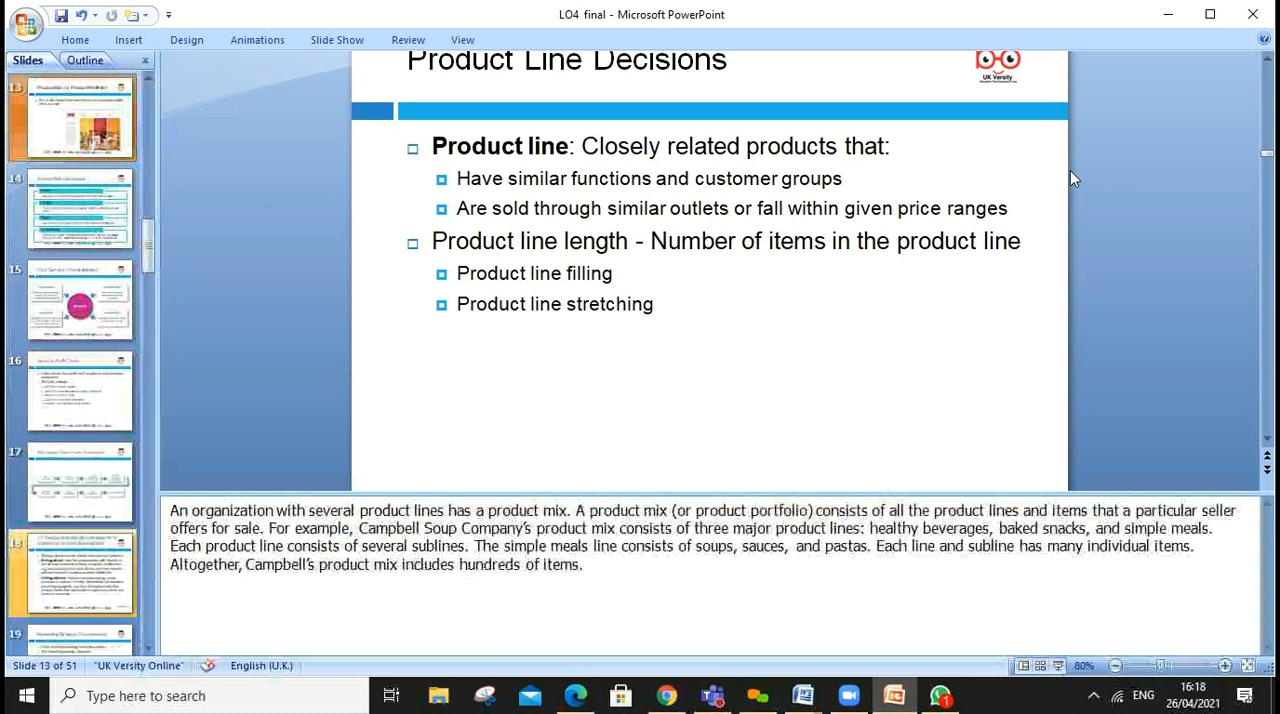 LO4 final - Microsoft PowerPoint
Home Insert Design Animations Slide Show Review View
Slides Outline
13
14
15
16
17
18
19
Product Line Decisions
UK Versity
Product line: Closely related products that:
Have similar functions and customer groups
Are sold through similar outlets or fall within given price ranges
Product line length - Number of items in the product line
Product line filling
Product line stretching
An organization with several product lines has a product mix. A product mix (or product portfolio) consists of all the product lines and items that a particular seller
offers for sale. For example, Campbell Soup Company's product mix consists of three major product lines: healthy beverages, baked snacks, and simple meals.
Each product line consists of several sublines. The simple meals line consists of soups, sauces, and pastas. Each line and subline has many individual items.
Altogether, Campbell's product mix includes hundreds of items.
Slide 13 of 51 "UK Versity Online" English (U.K.) 80%
Type here to search
1
ENG
16:18
26/04/2021